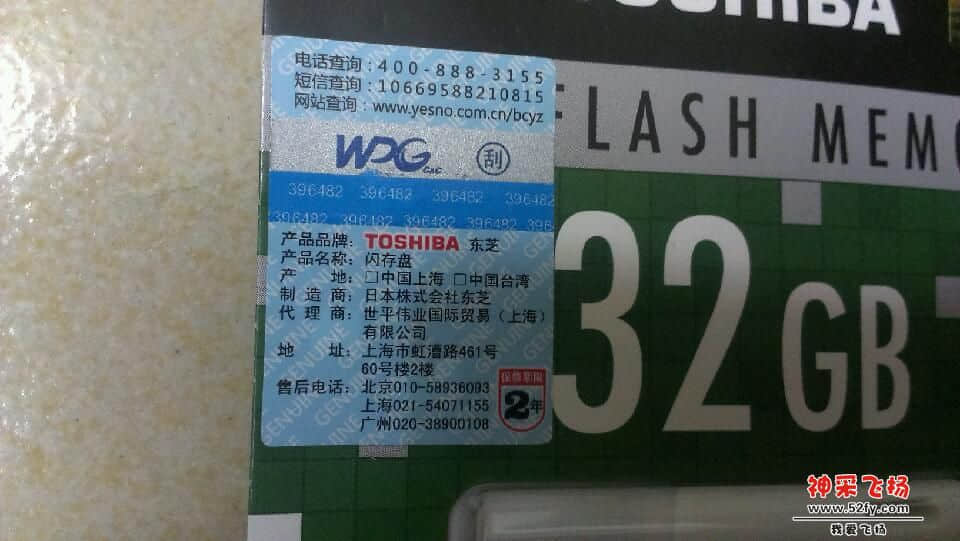 TOSHIBA
电话查询：400-888-3155
短信查询：10669588210815
网站查询：www.yesno.com.cn/bcyz
WDG CNC 刮
396482 396482 396482 396482
396482 396482 396482 396482 396
产品品牌：TOSHIBA 东芝
产品名称：闪存盘
产 地：□中国上海 □中国台湾
制 造 商：日本株式会社东芝
代 理 商：世平伟业国际贸易（上海）
有限公司
地 址：上海市虹漕路461号
60号楼2楼
售后电话：北京010-58936093
上海021-54071155
广州020-38900108
保修期限
2年
FLASH MEMO
32GB
神采飞扬
www.52fy.com
我爱飞扬